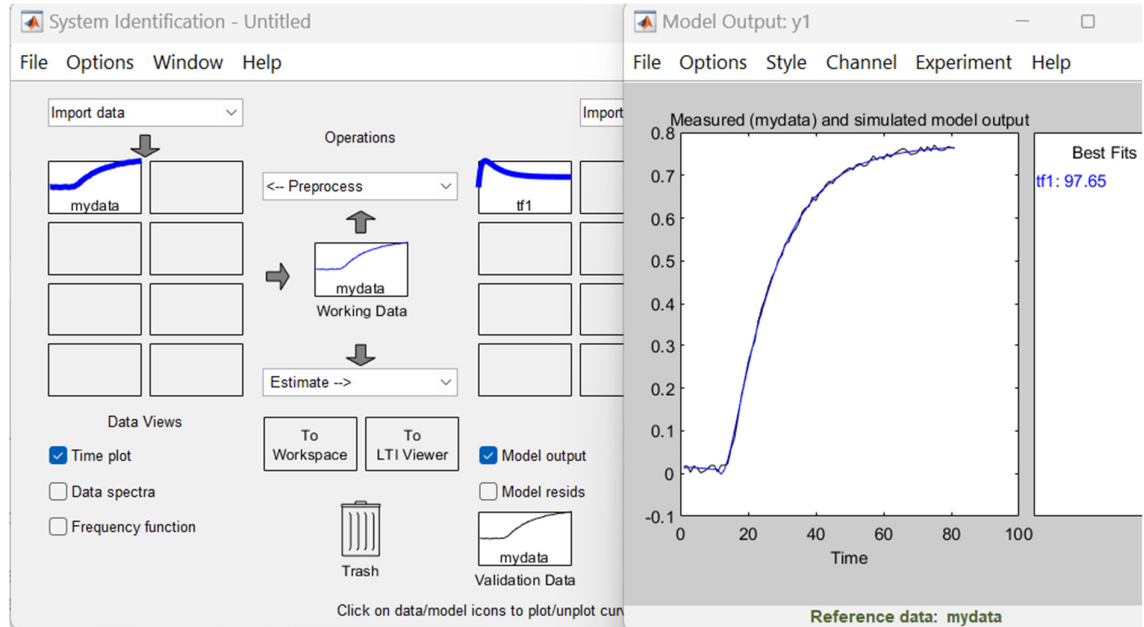 System Identification - Untitled
File Options Window Help
Import data
Operations
Import
mydata
<-- Preprocess
tf1
mydata
Working Data
Estimate -->
Data Views
To Workspace
To LTI Viewer
Time plot
Model output
Data spectra
Model resids
Frequency function
Trash
mydata
Validation Data
Click on data/model icons to plot/unplot
Model Output: y1
File Options Style Channel Experiment Help
Measured (mydata) and simulated model output
Best Fits
tf1: 97.65
0.8
0.7
0.6
0.5
0.4
0.3
0.2
0.1
0
-0.1
0 20 40 60 80 100
Time
Reference data: mydata